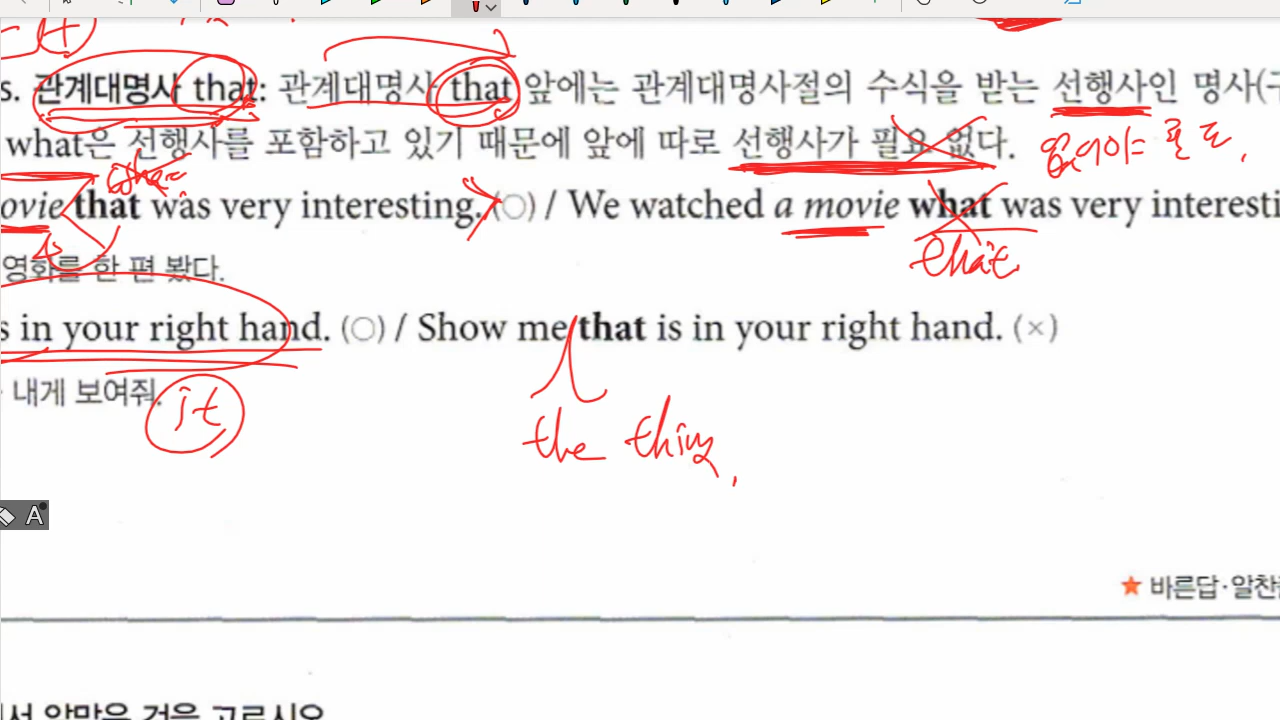 s. 관계대명사 that: 관계대명사 that 앞에는 관계대명사절의 수식을 받는 선행사인 명사(구
what은 선행사를 포함하고 있기 때문에 앞에 따로 선행사가 필요 없다.
없어야
ovie that was very interesting. (○) / We watched a movie what was very interesti
that
영화를 한 편 봤다.
s in your right hand. (○) / Show me that is in your right hand. (×)
내게 보여줘.
it
the thing
A
★ 바른답·알찬
서 알맞은 것을 고르시오